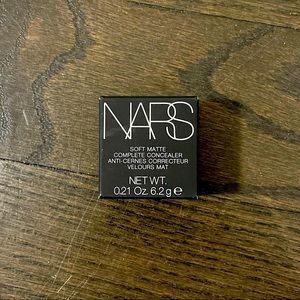 NARS
SOFT MATTE
COMPLETE CONCEALER
ANTI-CERNES CORRECTEUR
VELOURS MAT
NET WT.
0.21 Oz. 6.2 g ℮